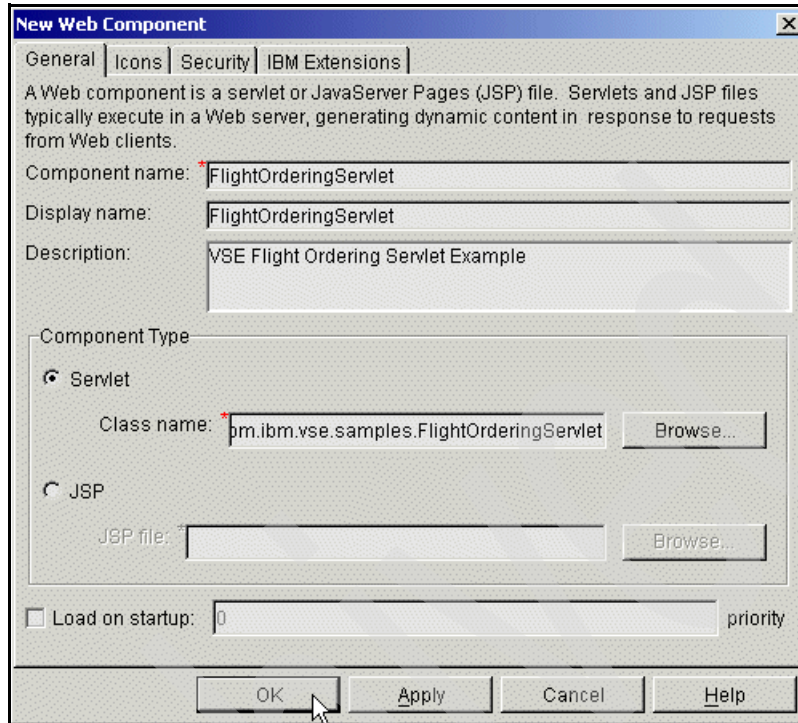 New Web Component
General Icons Security IBM Extensions
A Web component is a servlet or JavaServer Pages (JSP) file. Servlets and JSP files
typically execute in a Web server, generating dynamic content in response to requests
from Web clients.
Component name: *FlightOrderingServlet
Display name: FlightOrderingServlet
Description: VSE Flight Ordering Servlet Example
Component Type
Servlet
Class name: *om.ibm.vse.samples.FlightOrderingServlet Browse...
JSP
JSP file: * Browse...
Load on startup: 0 priority
OK Apply Cancel Help